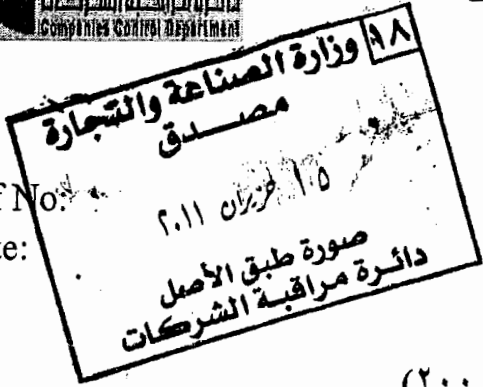 Companies Control Department
٩٨ وزارة الصناعة والتجارة
مصدق
f No:
١٥ حزيران ٢٠١١
te:
صورة طبق الأصل
دائرة مراقبة الشركات
(٢٠٠